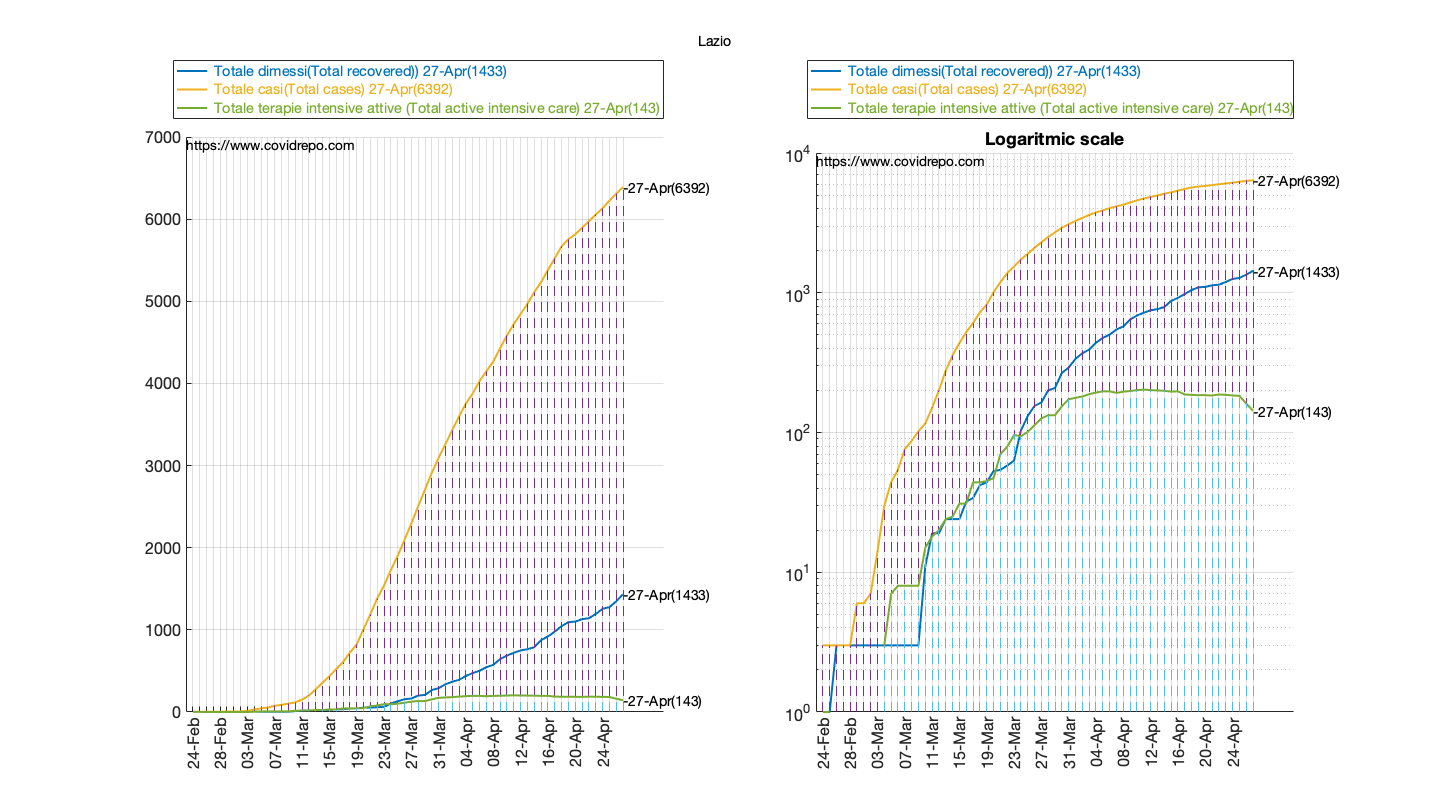 Lazio
Totale dimessi(Total recovered)) 27-Apr(1433)
Totale casi(Total cases) 27-Apr(6392)
Totale terapie intensive attive (Total active intensive care) 27-Apr(143)
7000
6000
5000
4000
3000
2000
1000
0
https://www.covidrepo.com
-27-Apr(6392)
-27-Apr(1433)
-27-Apr(143)
24-Feb
28-Feb
03-Mar
07-Mar
11-Mar
15-Mar
19-Mar
23-Mar
27-Mar
31-Mar
04-Apr
08-Apr
12-Apr
16-Apr
20-Apr
24-Apr
Totale dimessi(Total recovered)) 27-Apr(1433)
Totale casi(Total cases) 27-Apr(6392)
Totale terapie intensive attive (Total active intensive care) 27-Apr(143)
Logaritmic scale
10^4
10^3
10^2
10^1
10^0
https://www.covidrepo.com
-27-Apr(6392)
-27-Apr(1433)
-27-Apr(143)
24-Feb
28-Feb
03-Mar
07-Mar
11-Mar
15-Mar
19-Mar
23-Mar
27-Mar
31-Mar
04-Apr
08-Apr
12-Apr
16-Apr
20-Apr
24-Apr